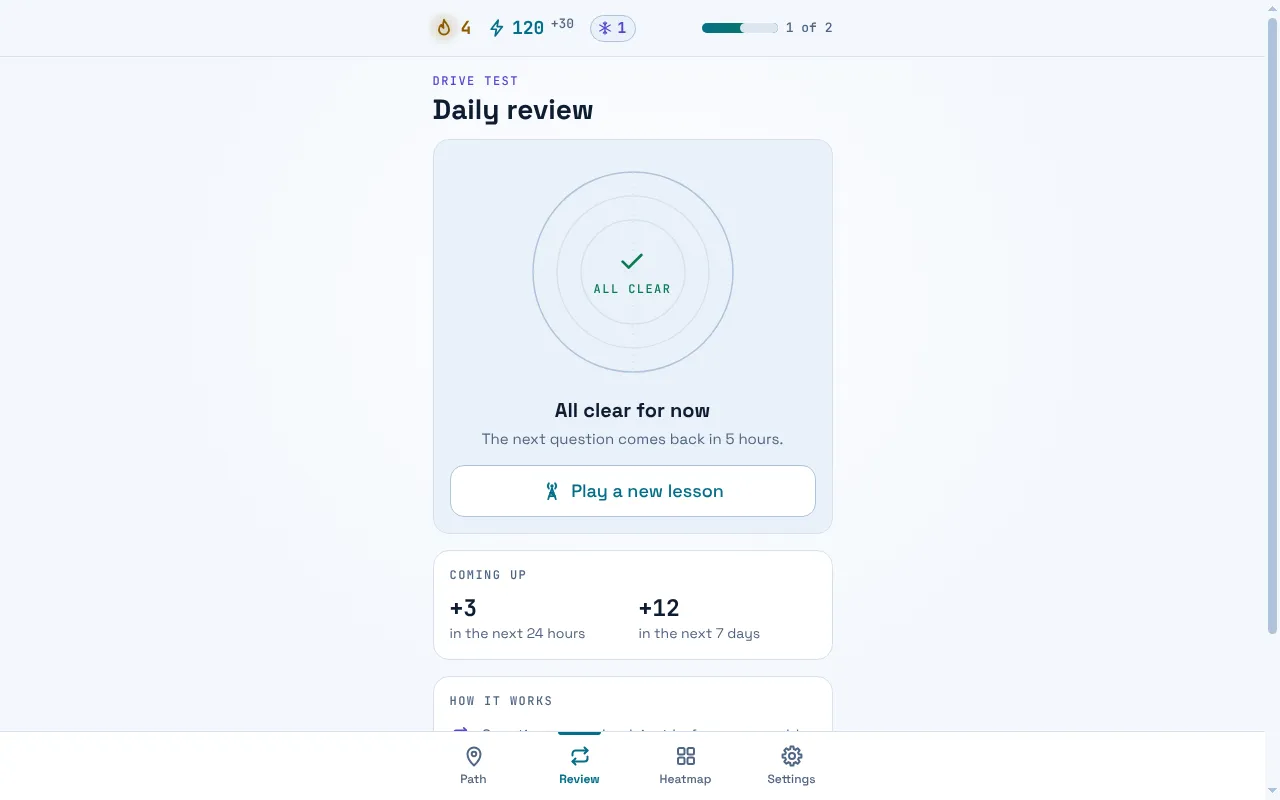 4 120 +30 1 1 of 2
DRIVE TEST
Daily review
ALL CLEAR
All clear for now
The next question comes back in 5 hours.
Play a new lesson
COMING UP
+3 +12
in the next 24 hours in the next 7 days
HOW IT WORKS
Path Review Heatmap Settings